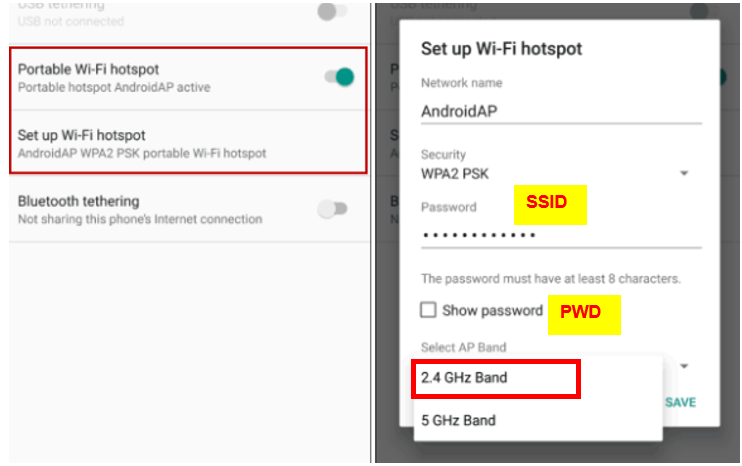 USB tethering
USB not connected
Portable Wi-Fi hotspot
Portable hotspot AndroidAP active
Set up Wi-Fi hotspot
AndroidAP WPA2 PSK portable Wi-Fi hotspot
Bluetooth tethering
Not sharing this phone's Internet connection
USB tethering
P
P
S
A
B
N
Set up Wi-Fi hotspot
Network name
AndroidAP
Security
WPA2 PSK
SSID
Password
••••••••••••
The password must have at least 8 characters.
Show password
PWD
Select AP Band
2.4 GHz Band
SAVE
5 GHz Band